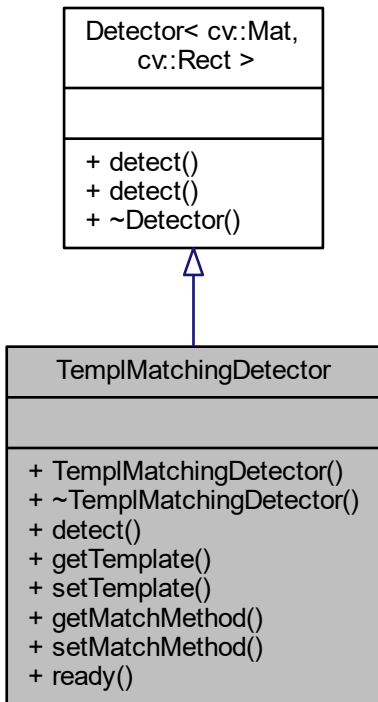 Detector< cv::Mat,
cv::Rect >
+ detect()
+ detect()
+ ~Detector()
TemplMatchingDetector
+ TemplMatchingDetector()
+ ~TemplMatchingDetector()
+ detect()
+ getTemplate()
+ setTemplate()
+ getMatchMethod()
+ setMatchMethod()
+ ready()